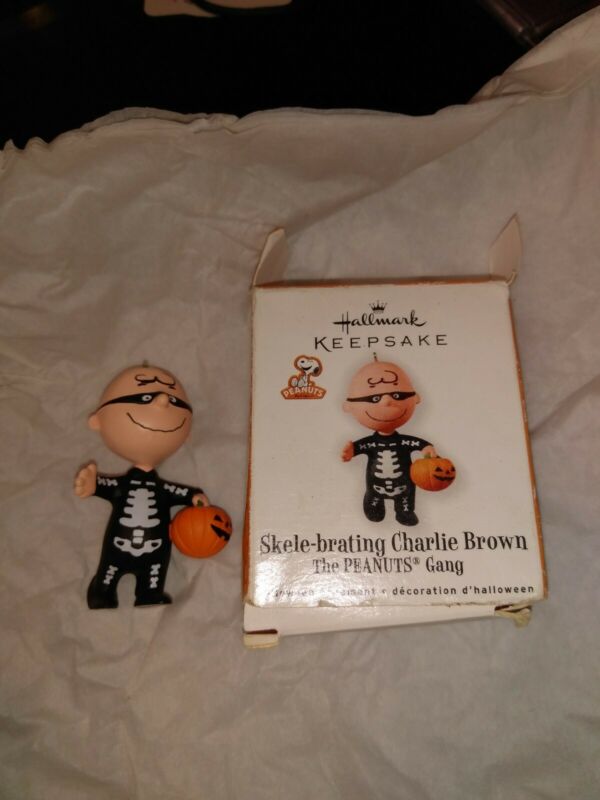 Hallmark
KEEPSAKE
PEANUTS
Skele-brating Charlie Brown
The PEANUTS® Gang
décoration d'halloween